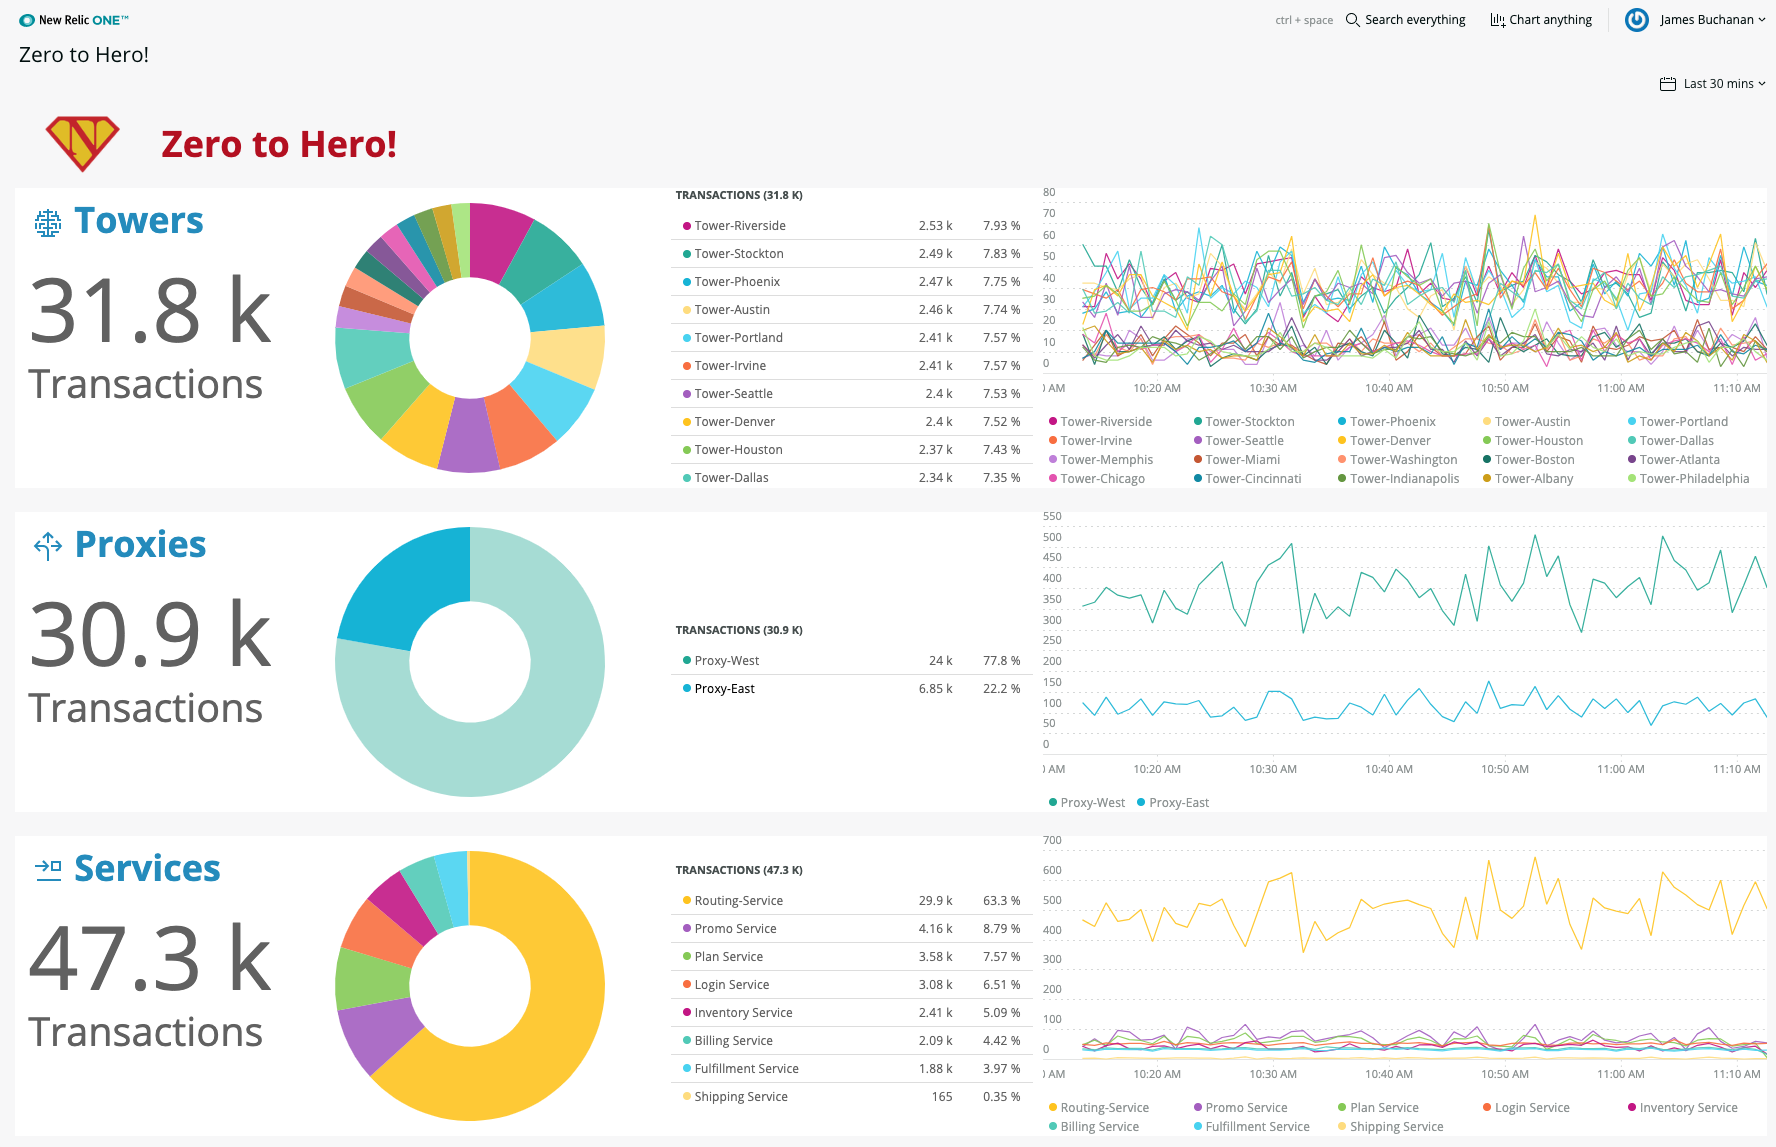 New Relic ONE™
ctrl + space Search everything Chart anything James Buchanan
Zero to Hero!
Last 30 mins
N Zero to Hero!
Towers
31.8 k
Transactions
TRANSACTIONS (31.8 K)
Tower-Riverside 2.53 k 7.93 %
Tower-Stockton 2.49 k 7.83 %
Tower-Phoenix 2.47 k 7.75 %
Tower-Austin 2.46 k 7.74 %
Tower-Portland 2.41 k 7.57 %
Tower-Irvine 2.41 k 7.57 %
Tower-Seattle 2.4 k 7.53 %
Tower-Denver 2.4 k 7.52 %
Tower-Houston 2.37 k 7.43 %
Tower-Dallas 2.34 k 7.35 %
80
70
60
50
40
30
20
10
0
0 AM 10:20 AM 10:30 AM 10:40 AM 10:50 AM 11:00 AM 11:10 AM
Tower-Riverside Tower-Stockton Tower-Phoenix Tower-Austin Tower-Portland
Tower-Irvine Tower-Seattle Tower-Denver Tower-Houston Tower-Dallas
Tower-Memphis Tower-Miami Tower-Washington Tower-Boston Tower-Atlanta
Tower-Chicago Tower-Cincinnati Tower-Indianapolis Tower-Albany Tower-Philadelphia
Proxies
30.9 k
Transactions
TRANSACTIONS (30.9 K)
Proxy-West 24 k 77.8 %
Proxy-East 6.85 k 22.2 %
550
500
450
400
350
300
250
200
150
100
50
0
0 AM 10:20 AM 10:30 AM 10:40 AM 10:50 AM 11:00 AM 11:10 AM
Proxy-West Proxy-East
Services
47.3 k
Transactions
TRANSACTIONS (47.3 K)
Routing-Service 29.9 k 63.3 %
Promo Service 4.16 k 8.79 %
Plan Service 3.58 k 7.57 %
Login Service 3.08 k 6.51 %
Inventory Service 2.41 k 5.09 %
Billing Service 2.09 k 4.42 %
Fulfillment Service 1.88 k 3.97 %
Shipping Service 165 0.35 %
700
600
500
400
300
200
100
0
0 AM 10:20 AM 10:30 AM 10:40 AM 10:50 AM 11:00 AM 11:10 AM
Routing-Service Promo Service Plan Service Login Service Inventory Service
Billing Service Fulfillment Service Shipping Service